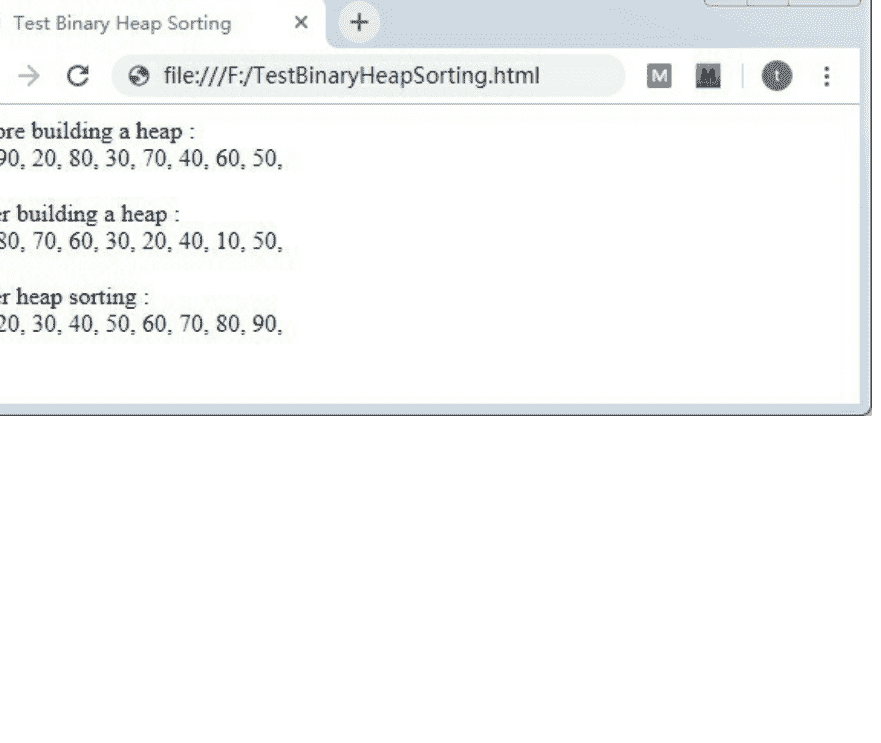 Test Binary Heap Sorting
file:///F:/TestBinaryHeapSorting.html
M
M
t
ore building a heap :
90, 20, 80, 30, 70, 40, 60, 50,
er building a heap :
80, 70, 60, 30, 20, 40, 10, 50,
er heap sorting :
20, 30, 40, 50, 60, 70, 80, 90,